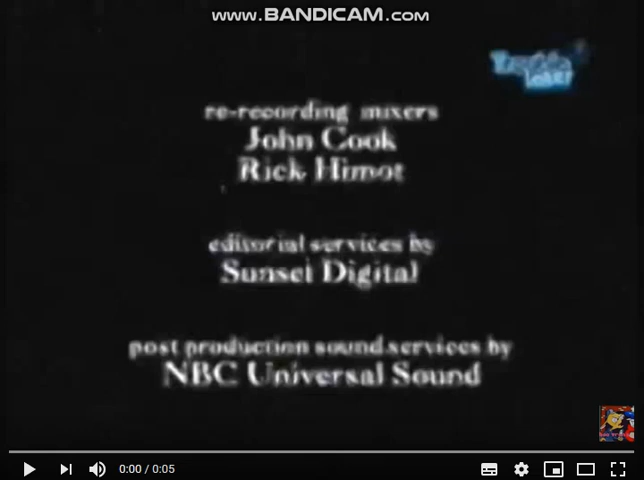 www.BANDICAM.com
re-recording mixers
John Cook
Rick Himot
editorial services by
Sunset Digital
post production sound services by
NBC Universal Sound
0:00 / 0:05